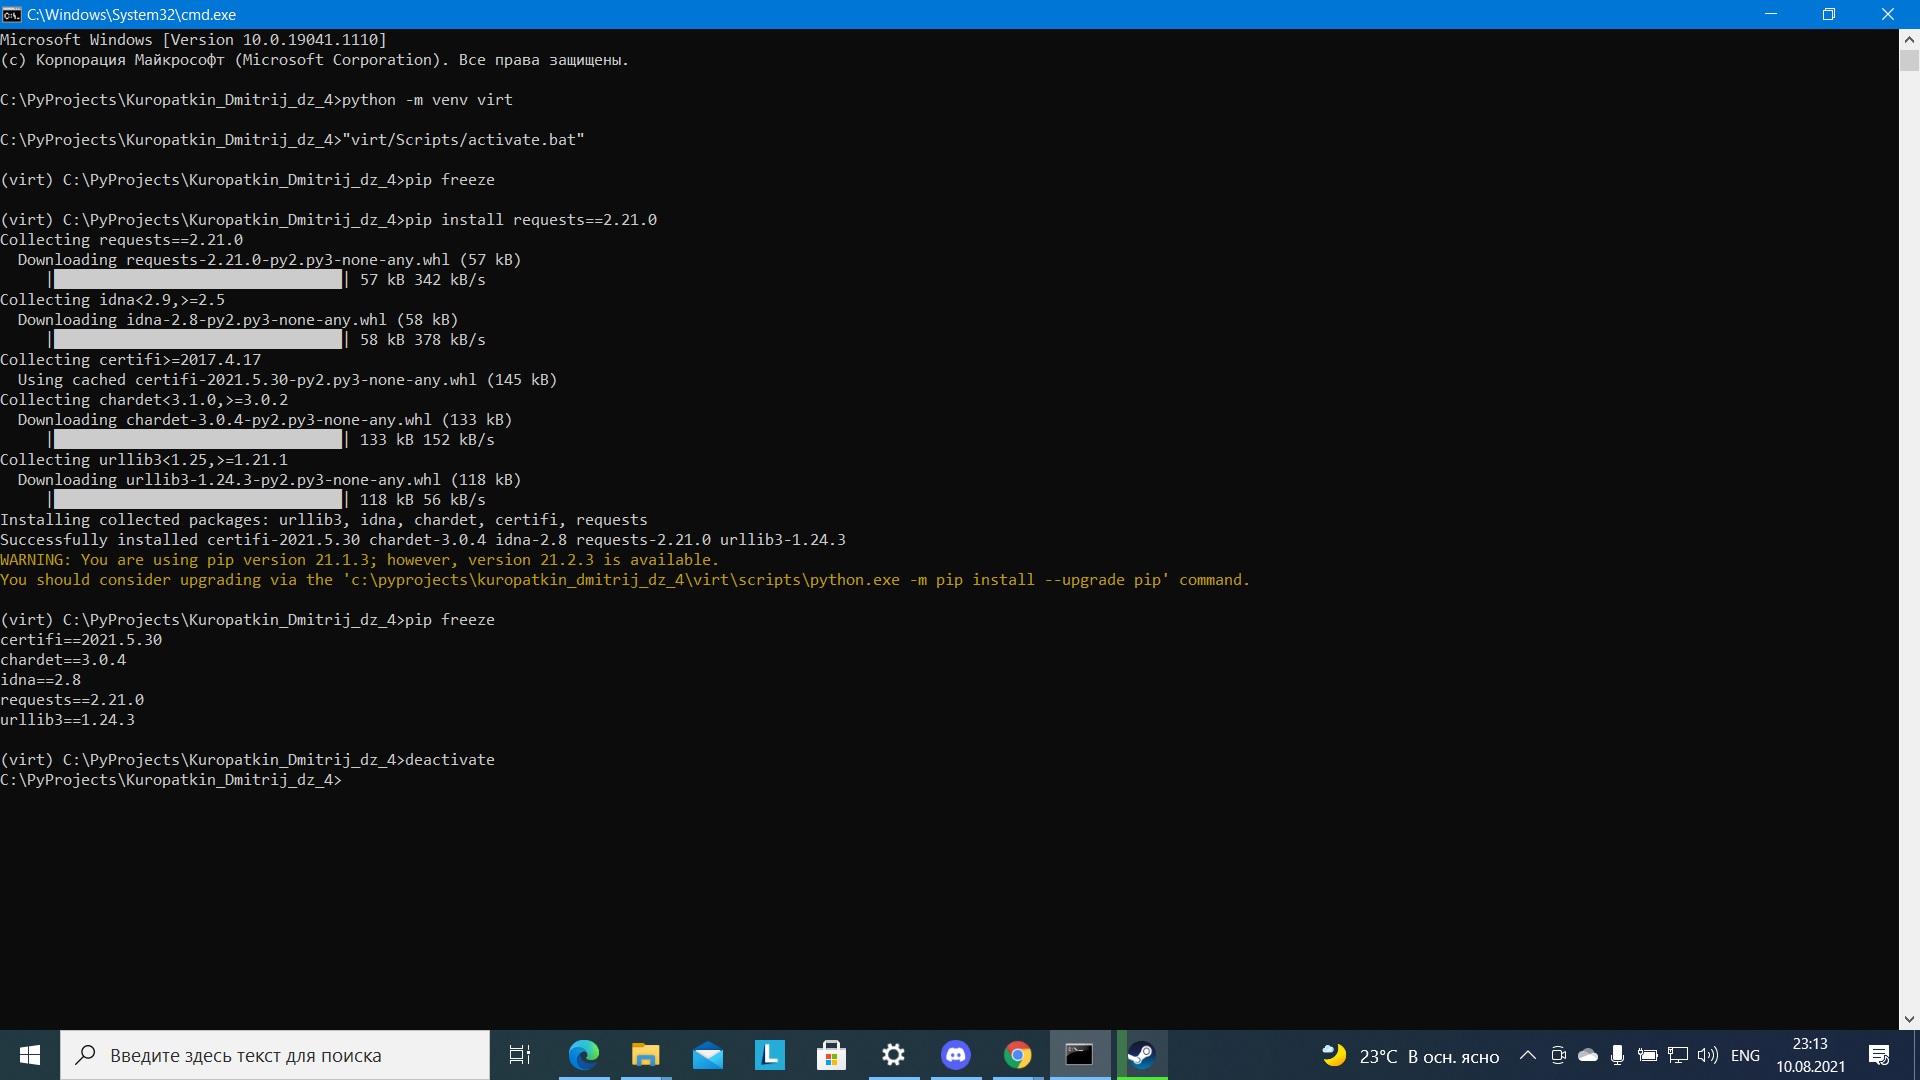 C:\Windows\System32\cmd.exe
Microsoft Windows [Version 10.0.19041.1110]
(c) Корпорация Майкрософт (Microsoft Corporation). Все права защищены.
C:\PyProjects\Kuropatkin_Dmitrij_dz_4>python -m venv virt
C:\PyProjects\Kuropatkin_Dmitrij_dz_4>"virt/Scripts/activate.bat"
(virt) C:\PyProjects\Kuropatkin_Dmitrij_dz_4>pip freeze
(virt) C:\PyProjects\Kuropatkin_Dmitrij_dz_4>pip install requests==2.21.0
Collecting requests==2.21.0
  Downloading requests-2.21.0-py2.py3-none-any.whl (57 kB)
     |████████████████████████████████| 57 kB 342 kB/s
Collecting idna<2.9,>=2.5
  Downloading idna-2.8-py2.py3-none-any.whl (58 kB)
     |████████████████████████████████| 58 kB 378 kB/s
Collecting certifi>=2017.4.17
  Using cached certifi-2021.5.30-py2.py3-none-any.whl (145 kB)
Collecting chardet<3.1.0,>=3.0.2
  Downloading chardet-3.0.4-py2.py3-none-any.whl (133 kB)
     |████████████████████████████████| 133 kB 152 kB/s
Collecting urllib3<1.25,>=1.21.1
  Downloading urllib3-1.24.3-py2.py3-none-any.whl (118 kB)
     |████████████████████████████████| 118 kB 56 kB/s
Installing collected packages: urllib3, idna, chardet, certifi, requests
Successfully installed certifi-2021.5.30 chardet-3.0.4 idna-2.8 requests-2.21.0 urllib3-1.24.3
WARNING: You are using pip version 21.1.3; however, version 21.2.3 is available.
You should consider upgrading via the 'c:\pyprojects\kuropatkin_dmitrij_dz_4\virt\scripts\python.exe -m pip install --upgrade pip' command.
(virt) C:\PyProjects\Kuropatkin_Dmitrij_dz_4>pip freeze
certifi==2021.5.30
chardet==3.0.4
idna==2.8
requests==2.21.0
urllib3==1.24.3
(virt) C:\PyProjects\Kuropatkin_Dmitrij_dz_4>deactivate
C:\PyProjects\Kuropatkin_Dmitrij_dz_4>
Введите здесь текст для поиска
L
23°C В осн. ясно
ENG
23:13
10.08.2021